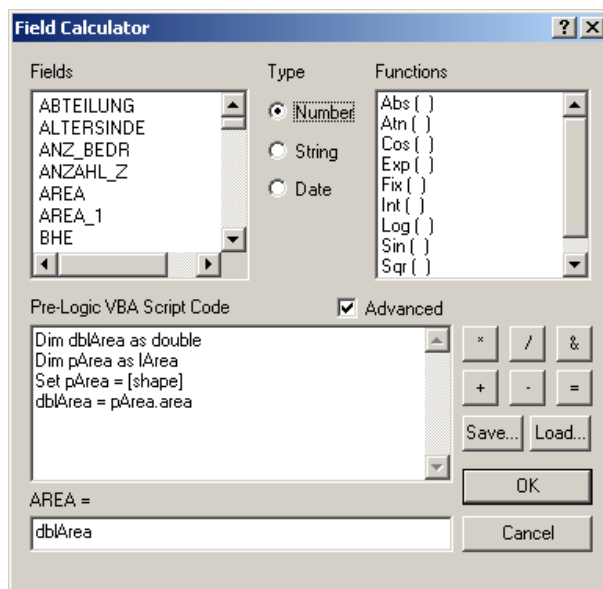 Field Calculator
Fields
Type
Functions
ABTEILUNG
ALTERSINDE
ANZ_BEDR
ANZAHL_Z
AREA
AREA_1
BHE
Number
String
Date
Abs ( )
Atn ( )
Cos ( )
Exp ( )
Fix ( )
Int ( )
Log ( )
Sin ( )
Sqr ( )
Pre-Logic VBA Script Code
Advanced
Dim dblArea as double
Dim pArea as IArea
Set pArea = [shape]
dblArea = pArea.area
* / &
+ - =
Save... Load...
OK
AREA =
dblArea
Cancel